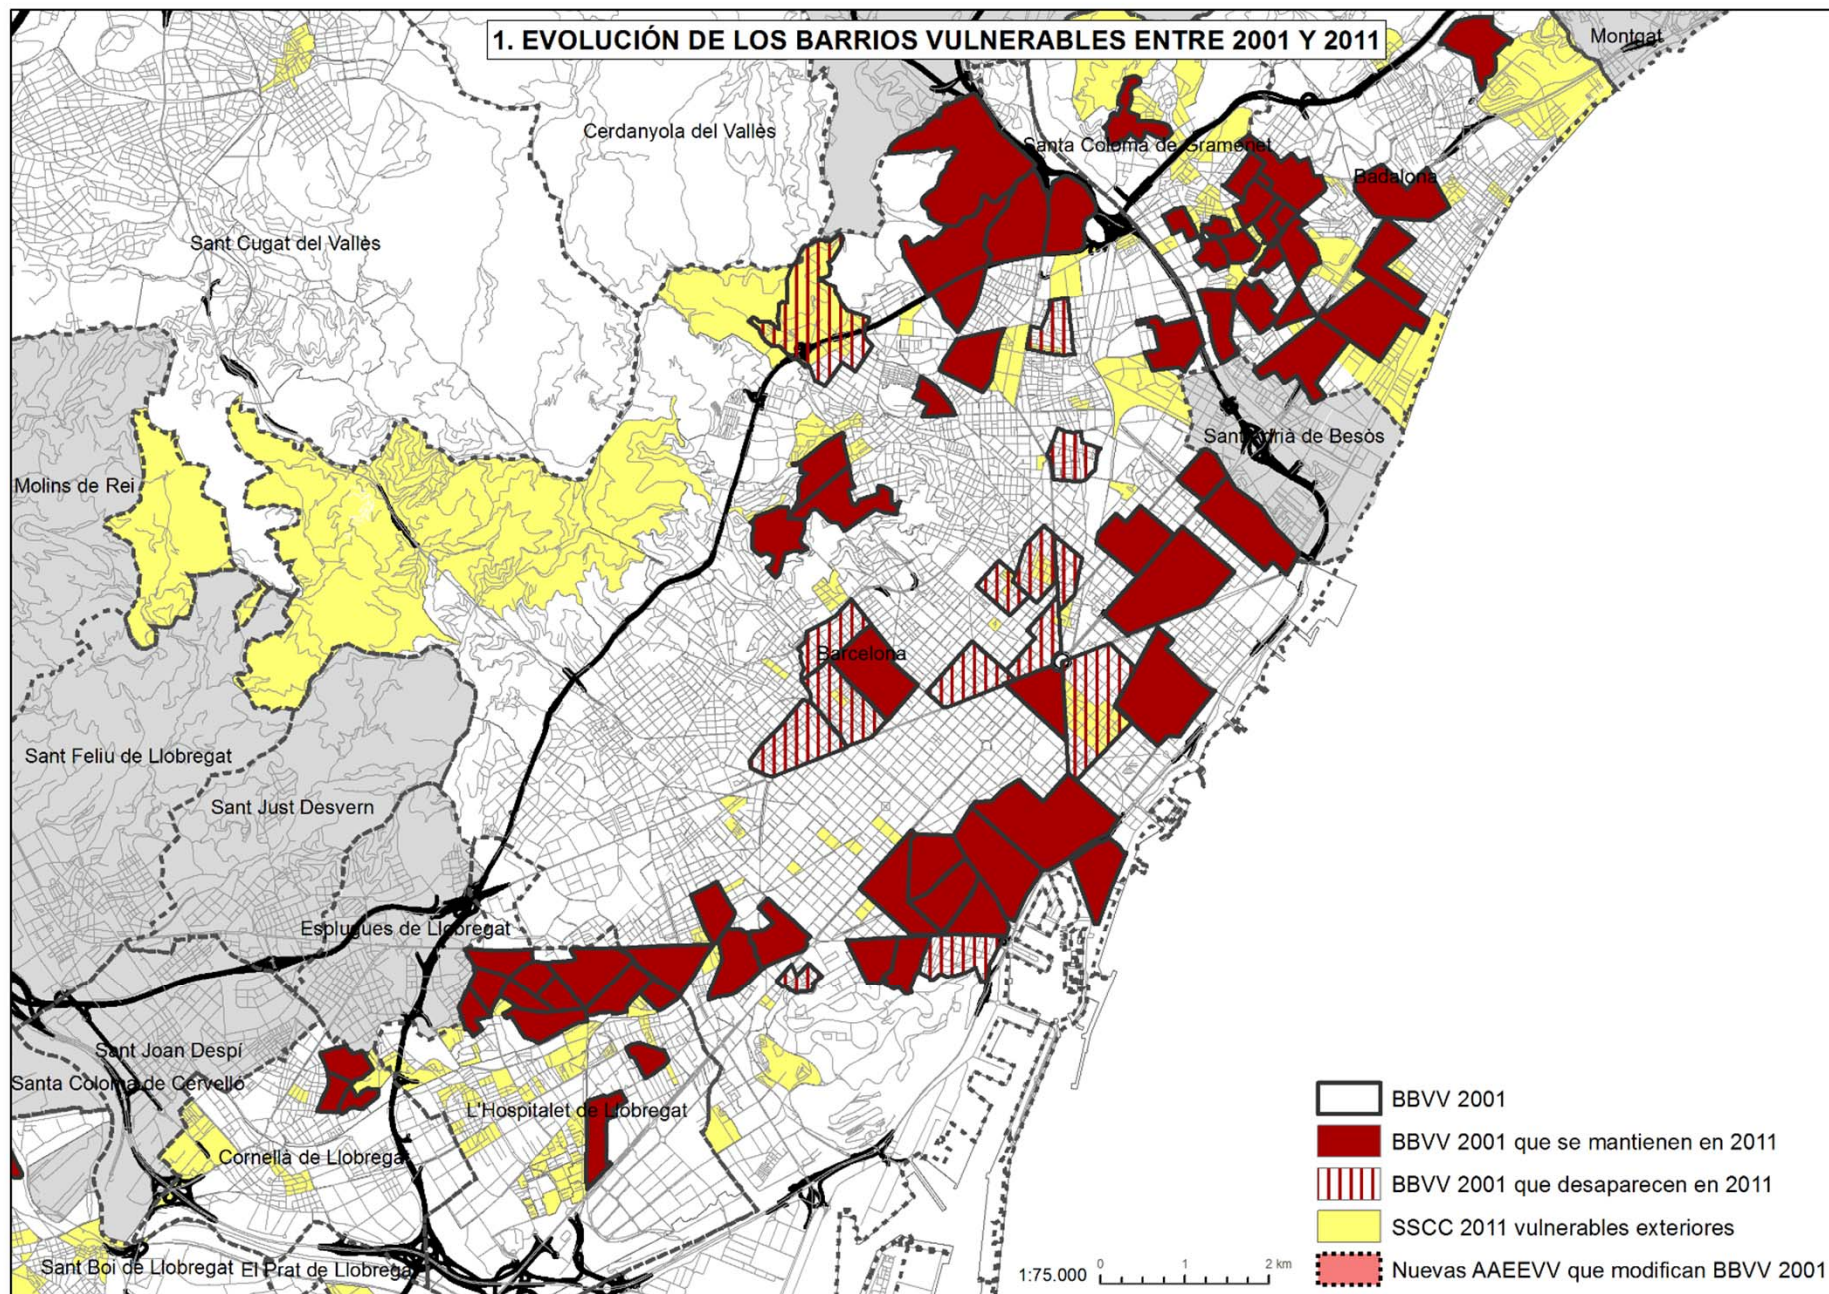 1. EVOLUCIÓN DE LOS BARRIOS VULNERABLES ENTRE 2001 Y 2011
Montgat
Cerdanyola del Vallès
Santa Coloma de Gramenet
Badalona
Sant Cugat del Vallès
Sant Adrià de Besòs
Molins de Rei
Barcelona
Sant Feliu de Llobregat
Sant Just Desvern
Esplugues de Llobregat
Sant Joan Despí
Santa Coloma de Cervelló
L'Hospitalet de Llobregat
Cornellà de Llobregat
Sant Boi de Llobregat
El Prat de Llobregat
BBVV 2001
BBVV 2001 que se mantienen en 2011
BBVV 2001 que desaparecen en 2011
SSCC 2011 vulnerables exteriores
Nuevas AAEEVV que modifican BBVV 2001
1:75.000
0 1 2 km